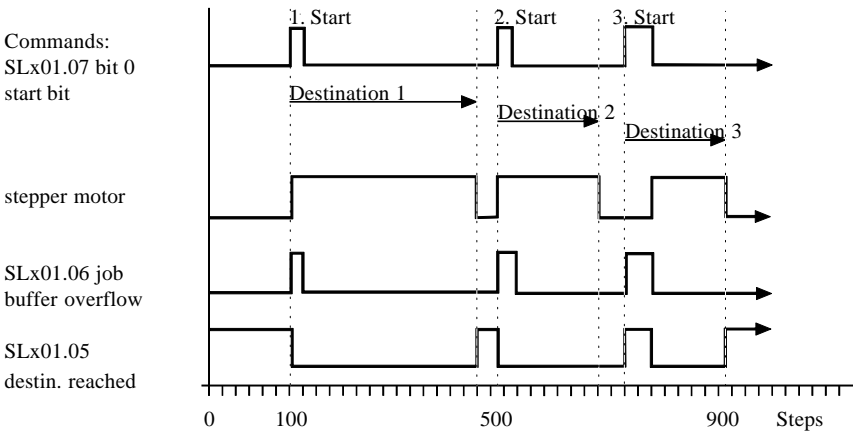 1. Start 2. Start 3. Start
Commands:
SLx01.07 bit 0
start bit
Destination 1
Destination 2
Destination 3
stepper motor
SLx01.06 job
buffer overflow
SLx01.05
destin. reached
0 100 500 900 Steps